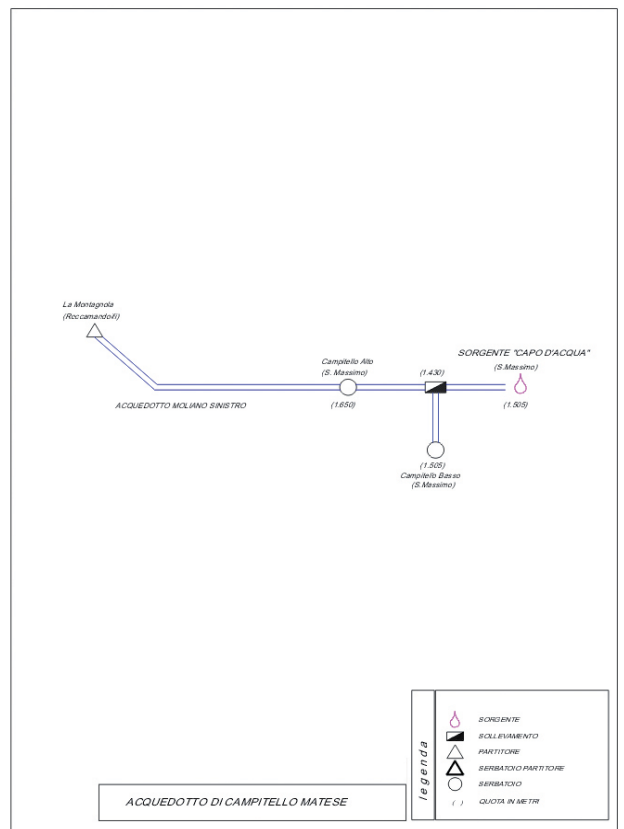 La Montagnola
(Roccamandolfi)
SORGENTE "CAPO D'ACQUA"
(S.Massimo)
Campitello Alto
(S. Massimo)
(1.430)
ACQUEDOTTO MOLIANO SINISTRO
(1.650)
(1.505)
(1.505)
Campitello Basso
(S.Massimo)
legenda
SORGENTE
SOLLEVAMENTO
PARTITORE
SERBATOIO PARTITORE
SERBATOIO
( ) QUOTA IN METRI
ACQUEDOTTO DI CAMPITELLO MATESE